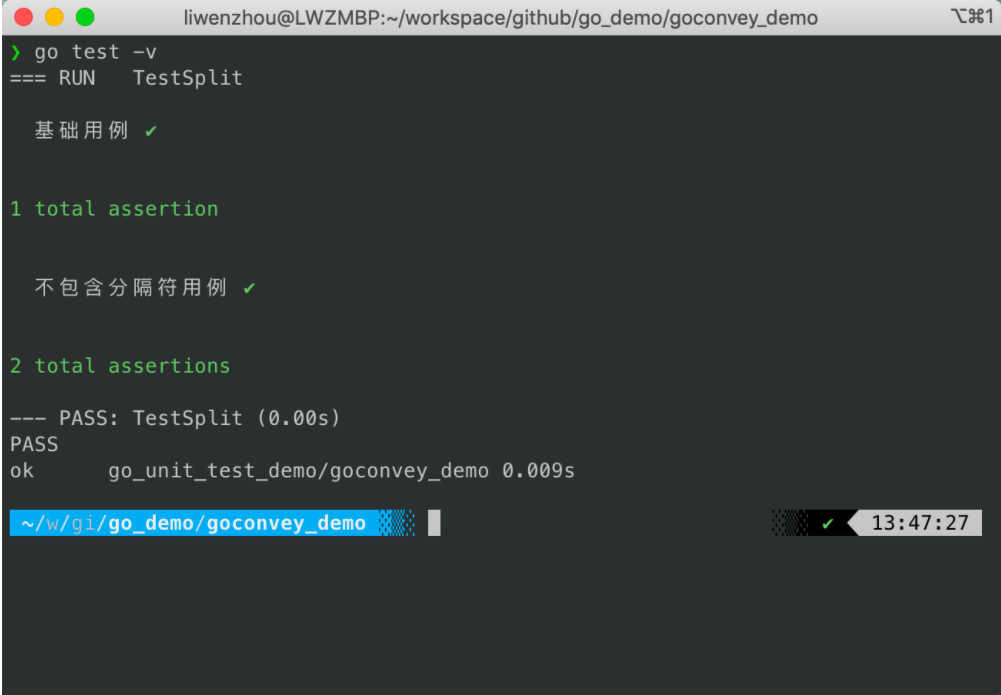 liwenzhou@LWZMBP:~/workspace/github/go_demo/goconvey_demo ⌥⌘1
❯ go test -v
=== RUN   TestSplit
基础用例 ✔
1 total assertion
不包含分隔符用例 ✔
2 total assertions
--- PASS: TestSplit (0.00s)
PASS
ok      go_unit_test_demo/goconvey_demo 0.009s
~/w/gi/go_demo/goconvey_demo ✔ 13:47:27